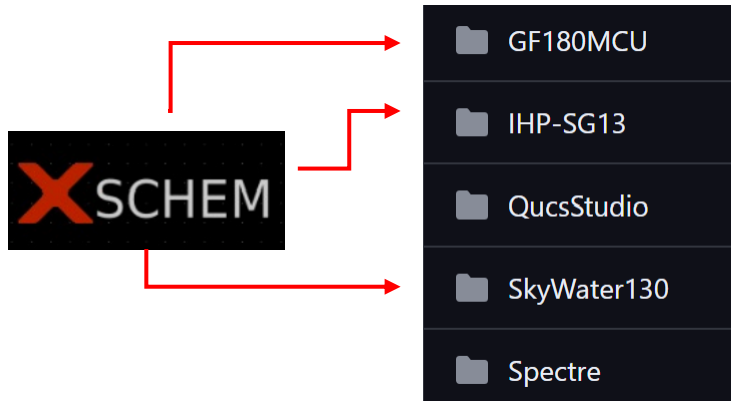 XSCHEM
GF180MCU
IHP-SG13
QucsStudio
SkyWater130
Spectre